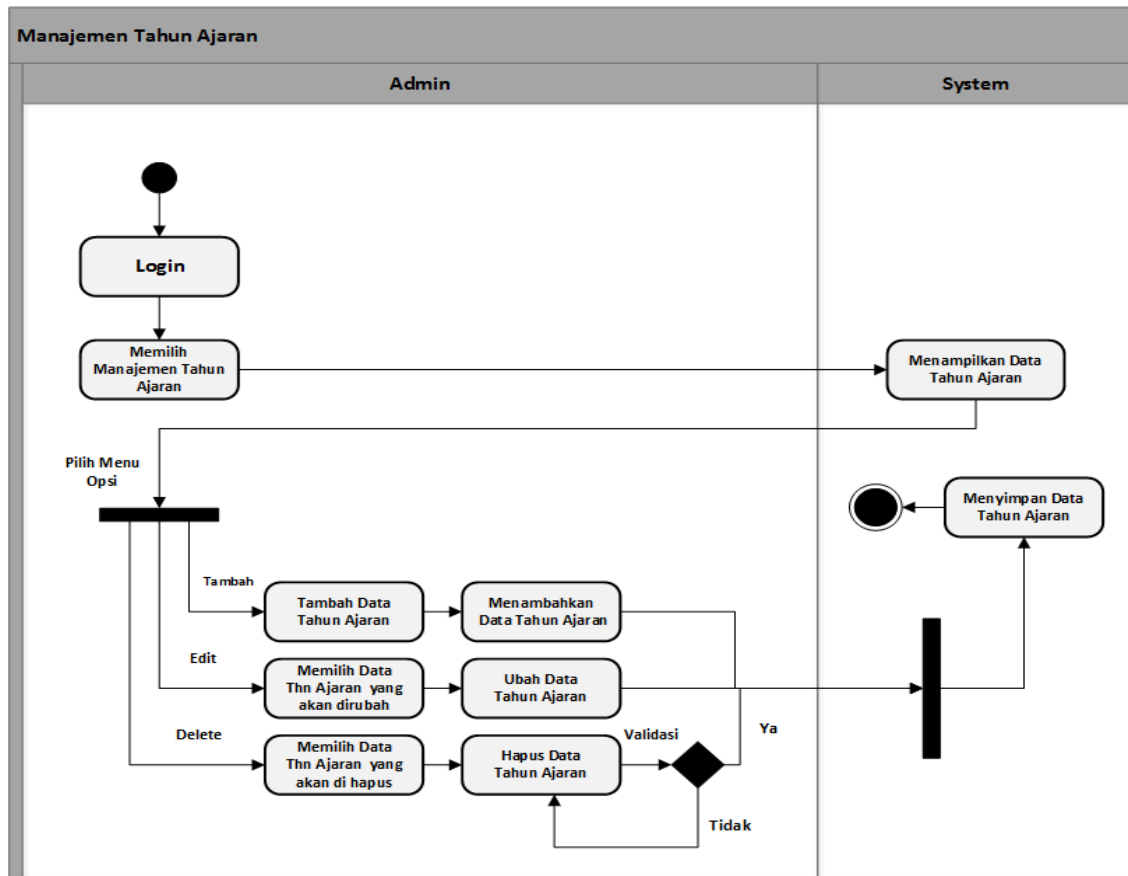 Manajemen Tahun Ajaran
Admin
System
Login
Memilih
Manajemen Tahun
Ajaran
Menampilkan Data
Tahun Ajaran
Pilih Menu
Opsi
Menyimpan Data
Tahun Ajaran
Tambah
Tambah Data
Tahun Ajaran
Menambahkan
Data Tahun Ajaran
Edit
Memilih Data
Thn Ajaran yang
akan dirubah
Ubah Data
Tahun Ajaran
Delete
Memilih Data
Thn Ajaran yang
akan di hapus
Hapus Data
Tahun Ajaran
Validasi
Ya
Tidak